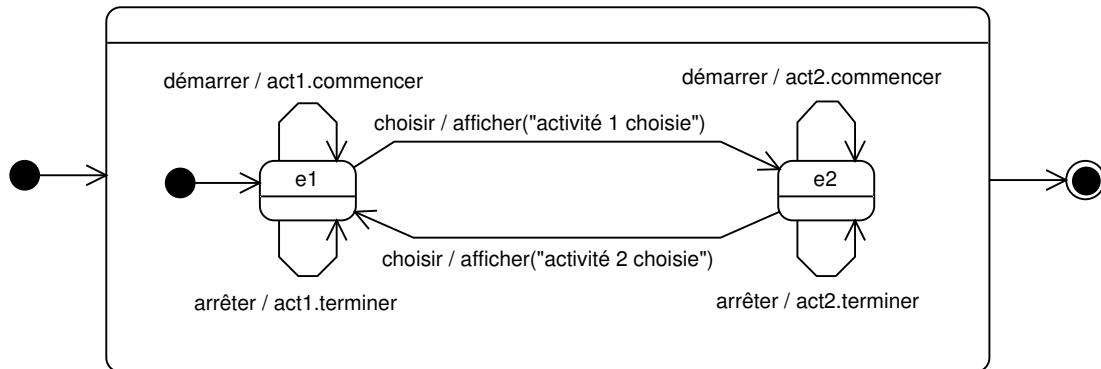 démarrer / act1.commencer
démarrer / act2.commencer
choisir / afficher("activité 1 choisie")
e1
e2
choisir / afficher("activité 2 choisie")
arrêter / act1.terminer
arrêter / act2.terminer